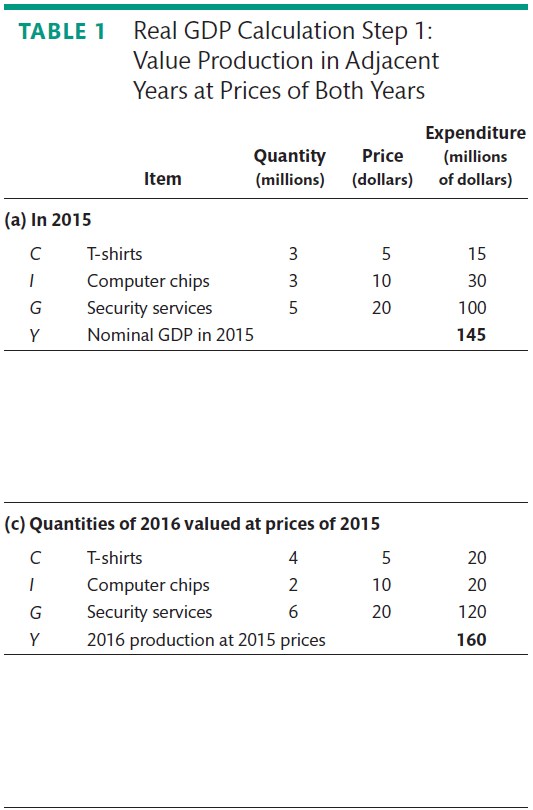 TABLE 1 Real GDP Calculation Step 1:
Value Production in Adjacent
Years at Prices of Both Years
Expenditure
Quantity Price (millions
Item (millions) (dollars) of dollars)
(a) In 2015
C T-shirts 3 5 15
I Computer chips 3 10 30
G Security services 5 20 100
Y Nominal GDP in 2015 145
(c) Quantities of 2016 valued at prices of 2015
C T-shirts 4 5 20
I Computer chips 2 10 20
G Security services 6 20 120
Y 2016 production at 2015 prices 160